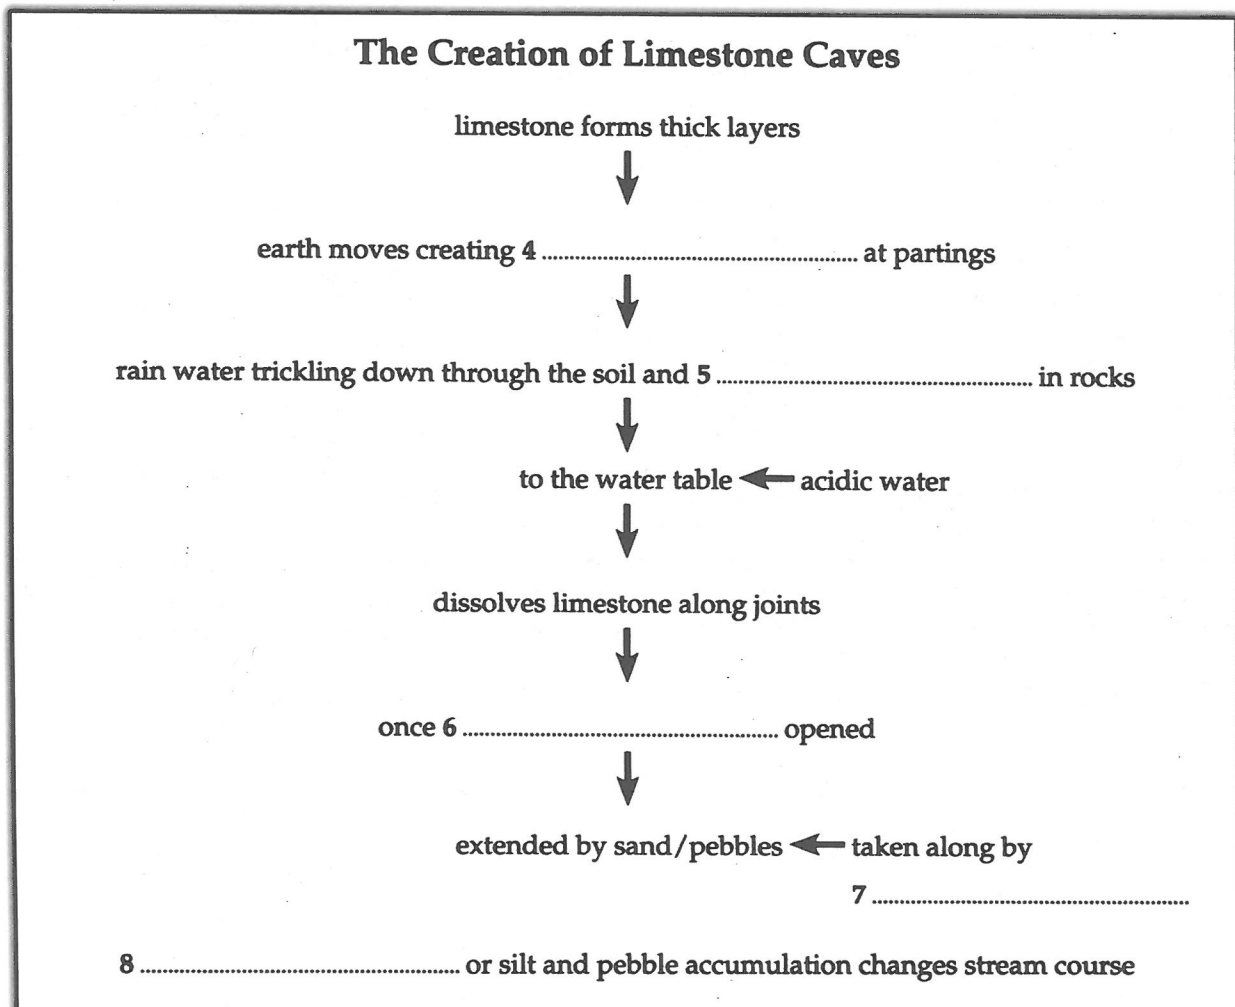 The Creation of Limestone Caves
limestone forms thick layers
earth moves creating 4 ........................................................ at partings
rain water trickling down through the soil and 5 ........................................................ in rocks
to the water table acidic water
dissolves limestone along joints
once 6 ........................................................ opened
extended by sand/pebbles taken along by
7 ........................................................
8 ........................................................ or silt and pebble accumulation changes stream course